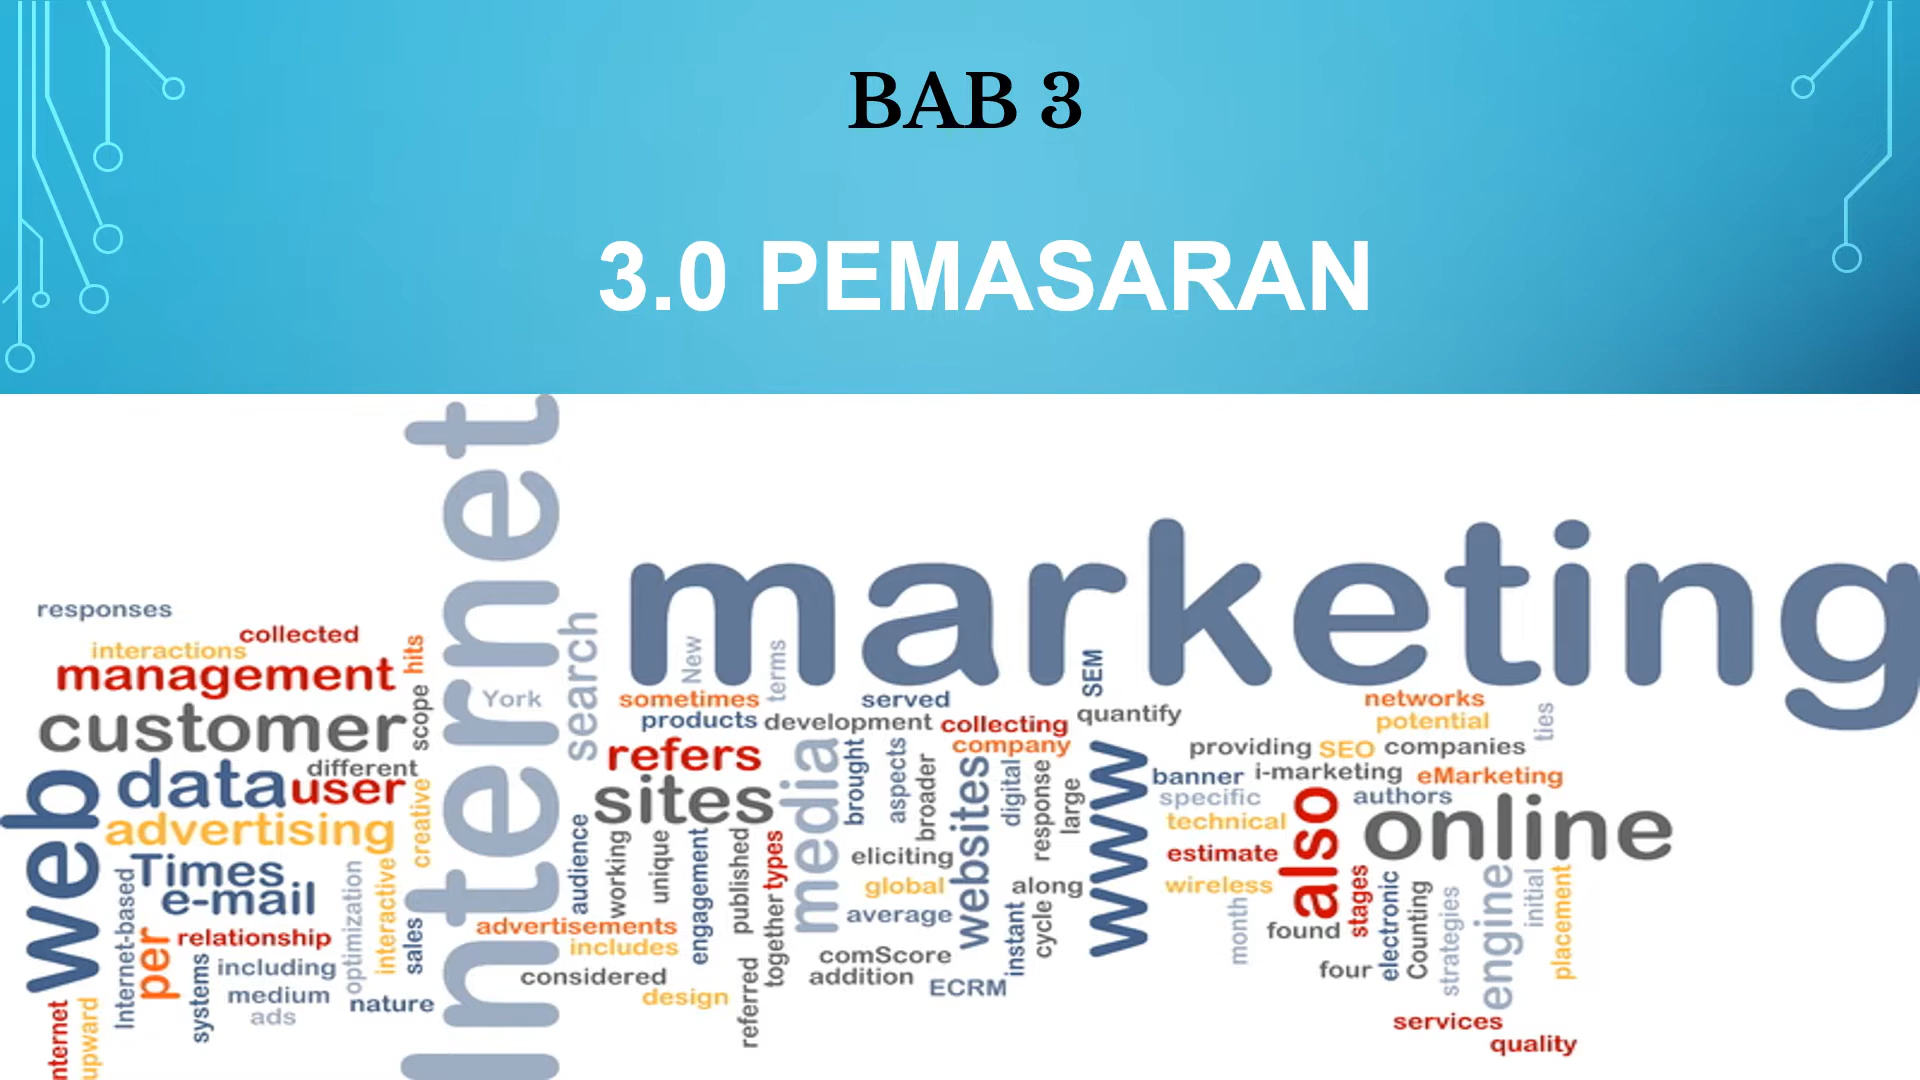 BAB 3
3.0 PEMASARAN
Internet
marketing
responses
collected
interactions
hits
management
York
search
New
terms
SEM
scope
customer
sometimes
served
networks
products
development
collecting
quantify
potential
ties
refers
company
providing
SEO
companies
different
web
data
user
creative
sites
media
brought
aspects
broader
websites
digital
response
large
www
banner
i-marketing
eMarketing
specific
authors
also
online
advertising
technical
Times
e-mail
audience
working
unique
engagement
published
together
types
eliciting
estimate
global
along
wireless
average
instant
cycle
Internet-based
per
relationship
optimization
interactive
sales
advertisements
includes
month
found
stages
electronic
Counting
strategies
engine
initial
placement
systems
including
considered
comScore
addition
four
medium
nature
design
referred
ECRM
ads
upward
services
quality